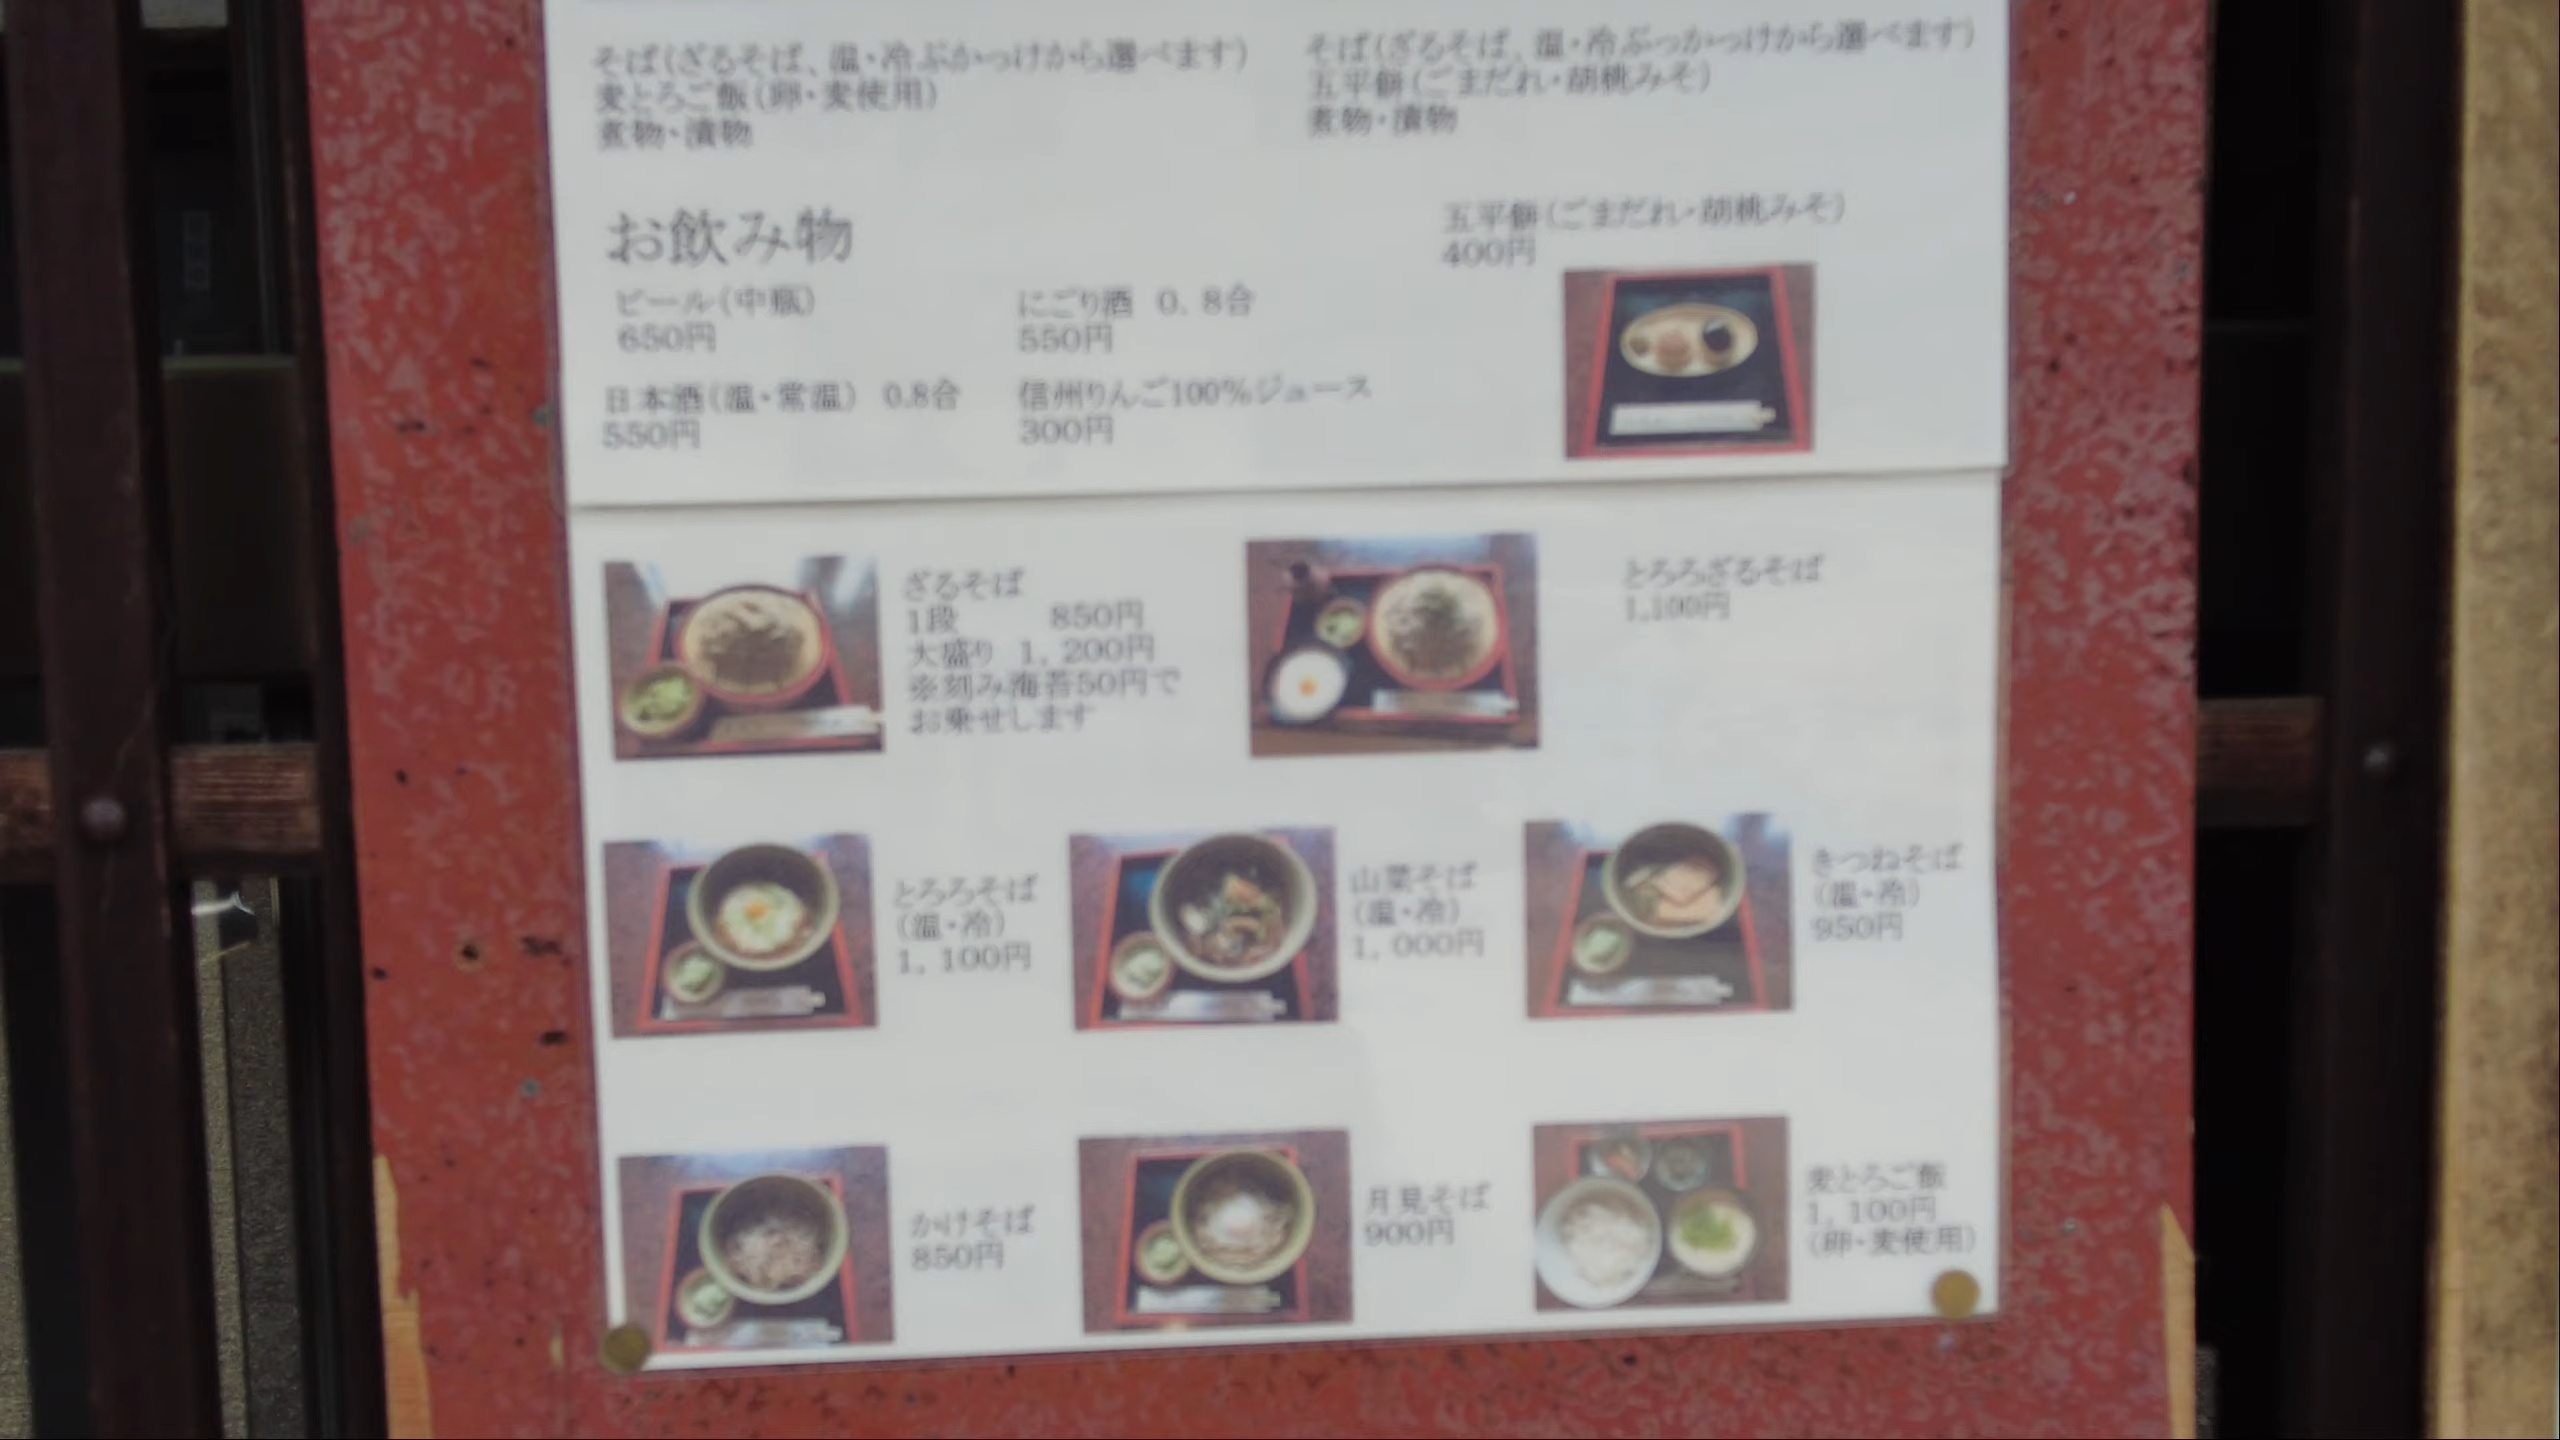 そば(ざるそば、温・冷ぶかっけから選べます)
麦とろご飯(卵・麦使用)
煮物・漬物
そば(ざるそば、温・冷ぶっかっけから選べます)
五平餅(ごまだれ・胡桃みそ)
煮物・漬物
お飲み物
五平餅(ごまだれ・胡桃みそ)
400円
ビール(中瓶)
650円
にごり酒 0.8合
550円
日本酒(温・常温) 0.8合
550円
信州りんご100%ジュース
300円
ざるそば
1段 850円
大盛り 1,200円
※刻み海苔50円で
お乗せします
とろろざるそば
1,100円
とろろそば
(温・冷)
1,100円
山菜そば
(温・冷)
1,000円
きつねそば
(温・冷)
950円
かけそば
850円
月見そば
900円
麦とろご飯
1,100円
(卵・麦使用)